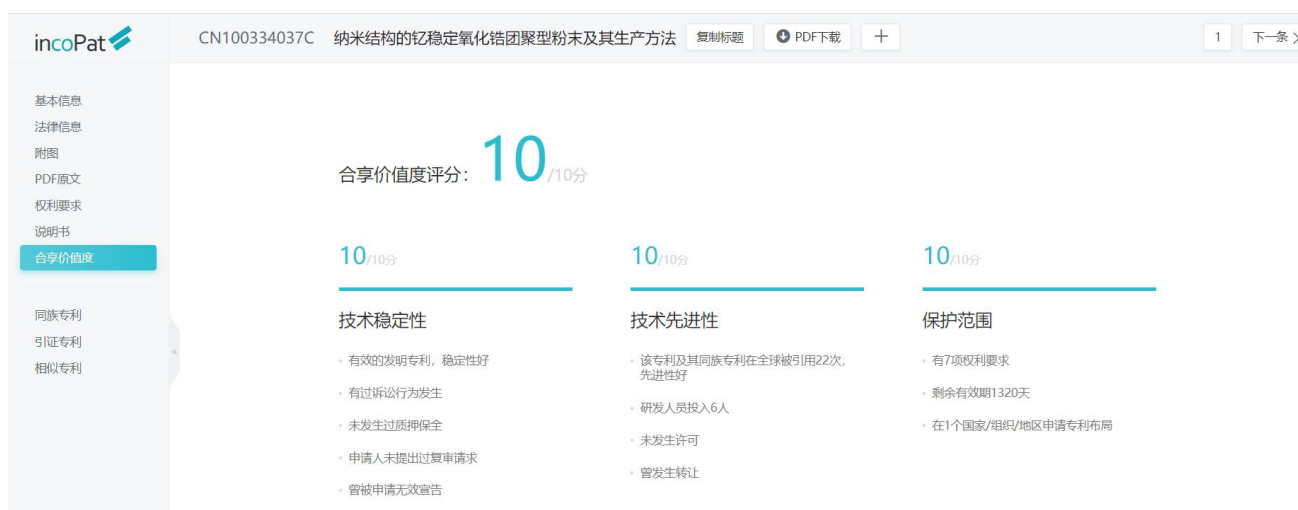 incoPat
CN100334037C 纳米结构的钇稳定氧化锆团聚型粉末及其生产方法 复制标题 PDF下载 +
1 下一条
基本信息
法律信息
附图
PDF原文
权利要求
说明书
合享价值度
同族专利
引证专利
相似专利
合享价值度评分： 10/10分
10/10分
技术稳定性
有效的发明专利，稳定性好
有过诉讼行为发生
未发生过质押保全
申请人未提出过复审请求
曾被申请无效宣告
10/10分
技术先进性
该专利及其同族专利在全球被引用22次，
先进性好
研发人员投入6人
未发生许可
曾发生转让
10/10分
保护范围
有7项权利要求
剩余有效期1320天
在1个国家/组织/地区申请专利布局